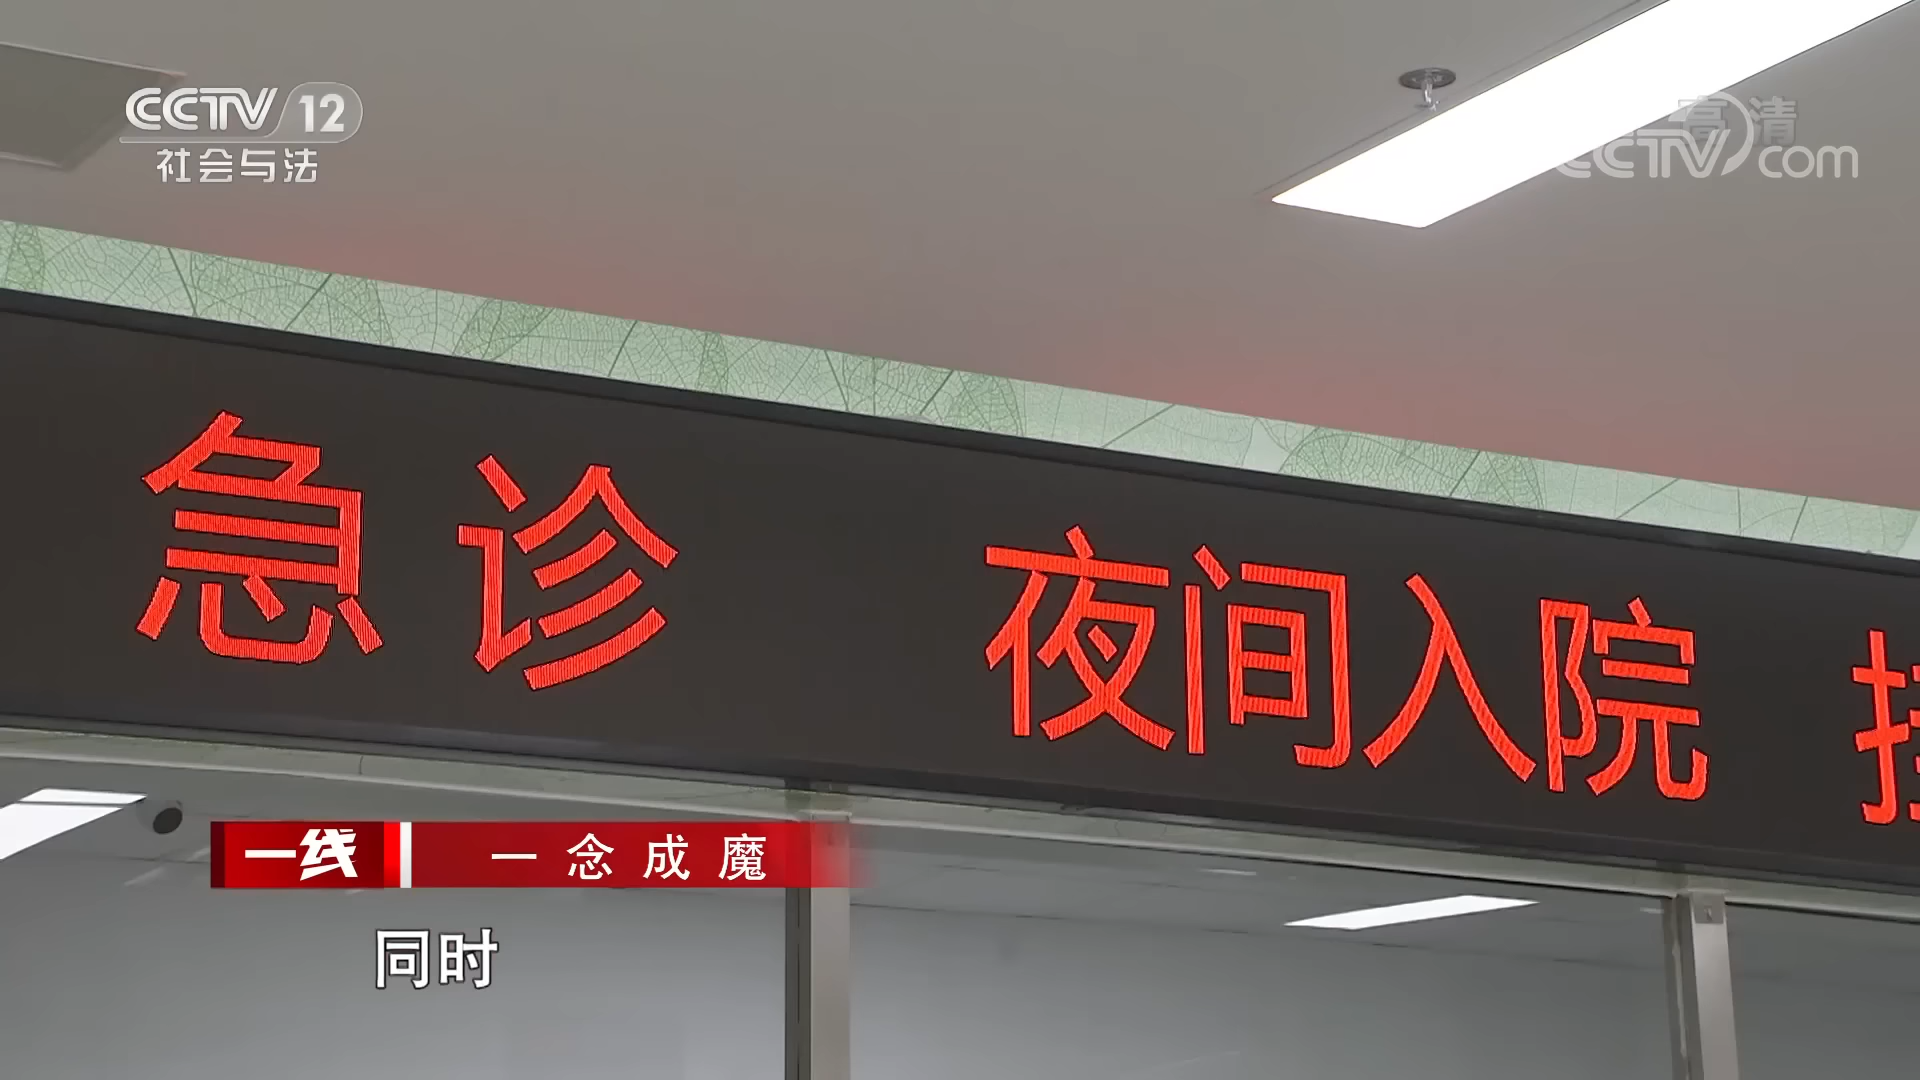 CCTV 12
社会与法
高清
CCTV com
急诊 夜间入院
一线 一念成魔
同时